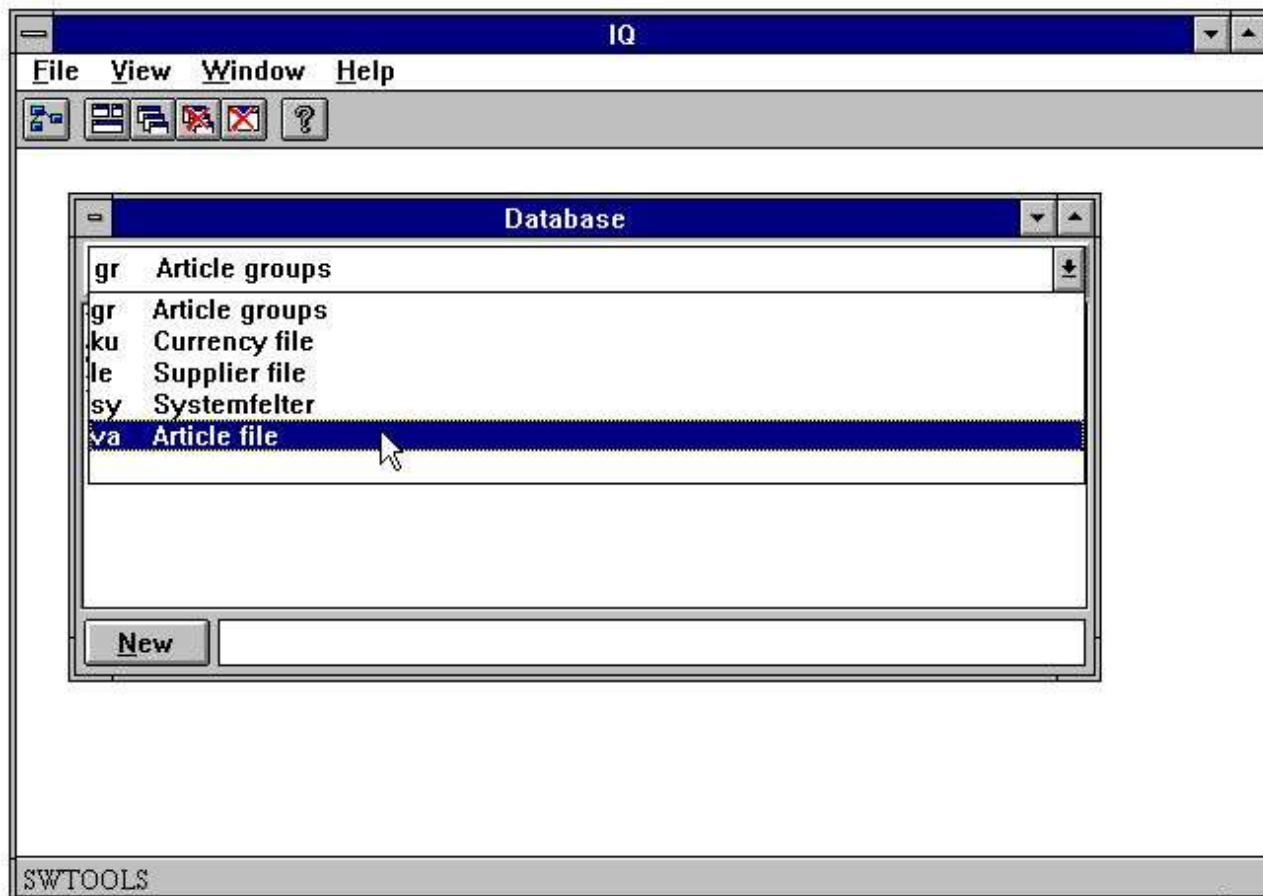 IQ
File View Window Help
Database
gr Article groups
gr Article groups
ku Currency file
le Supplier file
sy Systemfelter
va Article file
New
SWTOOLS